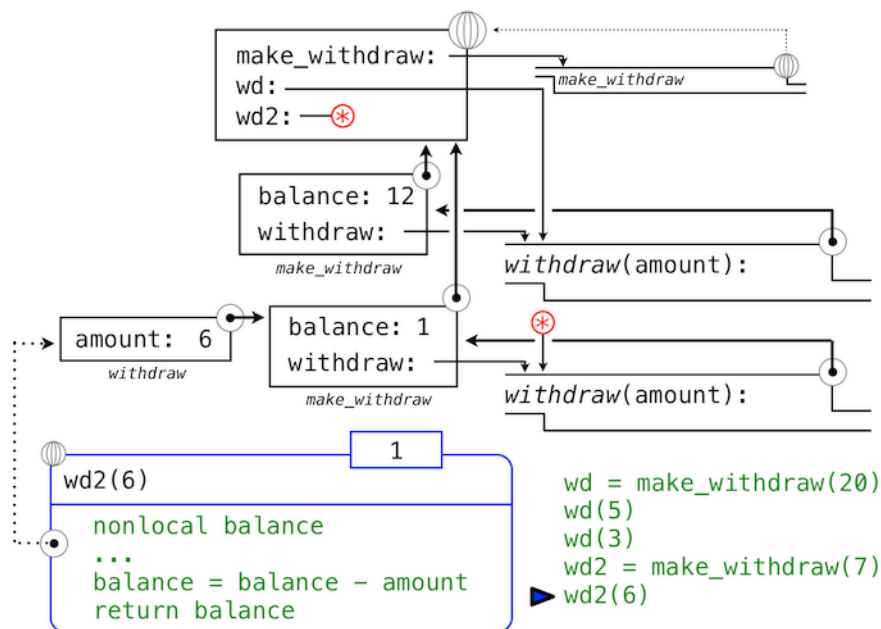 make_withdraw:
wd:
wd2:
make_withdraw
balance: 12
withdraw:
make_withdraw
withdraw(amount):
amount: 6
withdraw
balance: 1
withdraw:
make_withdraw
withdraw(amount):
1
wd2(6)
nonlocal balance
...
balance = balance - amount
return balance
wd = make_withdraw(20)
wd(5)
wd(3)
wd2 = make_withdraw(7)
wd2(6)